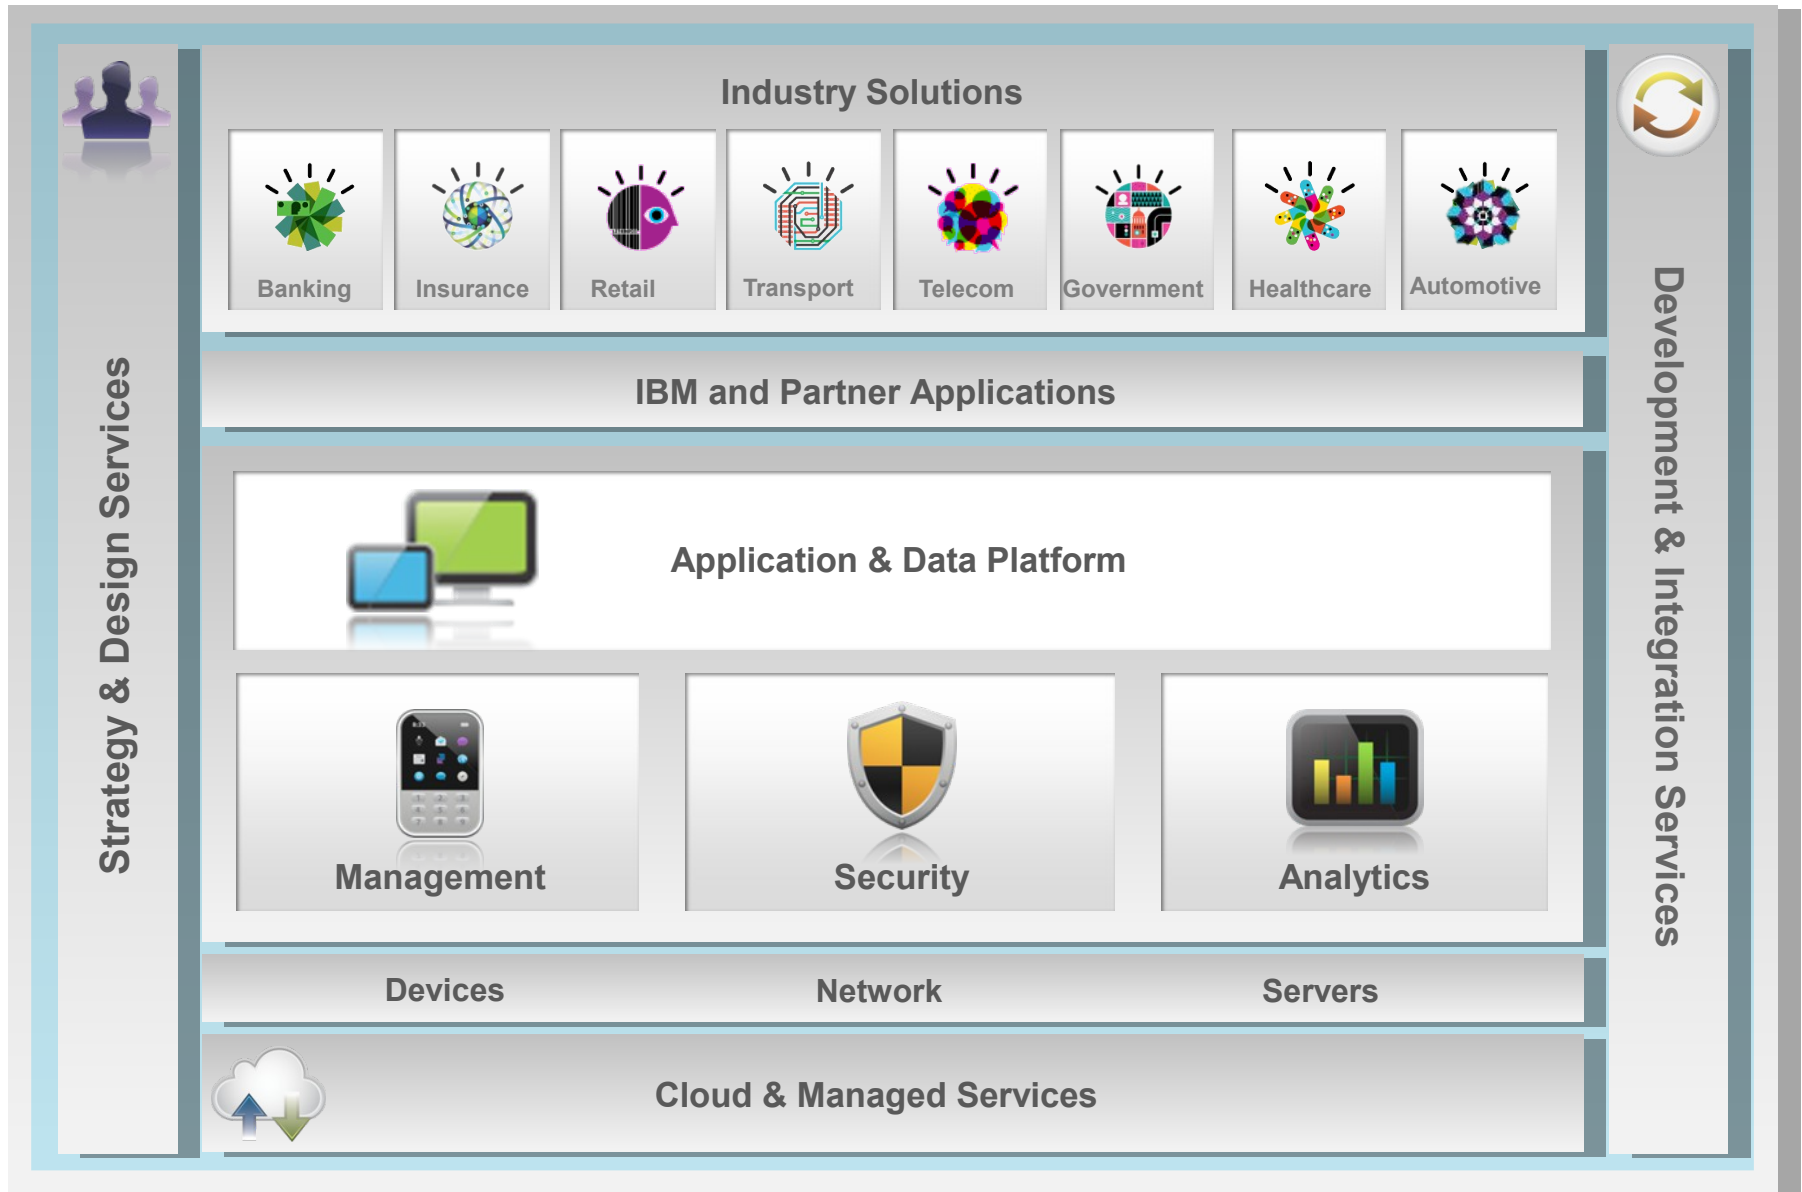 Industry Solutions
Banking
Insurance
Retail
Transport
Telecom
Government
Healthcare
Automotive
IBM and Partner Applications
Strategy & Design Services
Development & Integration Services
Application & Data Platform
Management
Security
Analytics
Devices
Network
Servers
Cloud & Managed Services